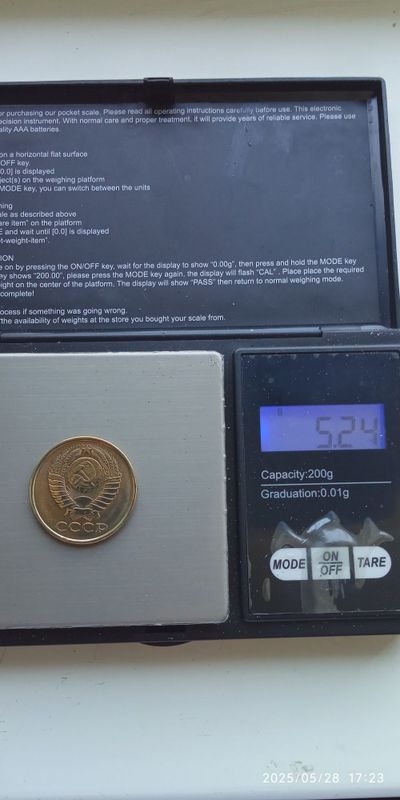 or purchasing our pocket scale. Please read all operating instructions carefully before use. This electronic
ecision instrument. With normal care and proper treatment, it will provide years of reliable service. Please use
ality AAA batteries.
on a horizontal flat surface
/OFF key.
[0.0] is displayed
ject(s) on the weighing platform
MODE key, you can switch between the units
ning
ale as described above
are item" on the platform
E and wait until [0.0] is displayed
et-weight-item".
ION
e on by pressing the ON/OFF key, wait for the display to show "0.00g", then press and hold the MODE key
ey shows "200.00", please press the MODE key again, the display will flash "CAL" . Place place the required
eight on the center of the platform. The display will show "PASS" then return to normal weighing mode.
complete!
ocess if something was going wrong.
the availability of weights at the store you bought your scale from.
5.24
Capacity:200g
Graduation:0.01g
MODE ON/OFF TARE
СССР
2025/05/28 17:23